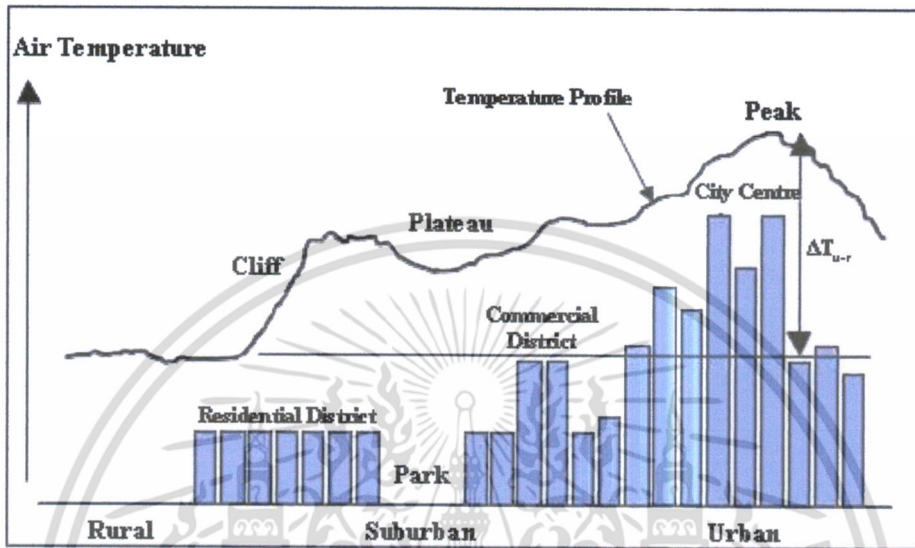 Air Temperature
Temperature Profile
Peak
City Centre
Plateau
Cliff
ΔTu-r
Commercial
District
Residential District
Park
Rural
Suburban
Urban